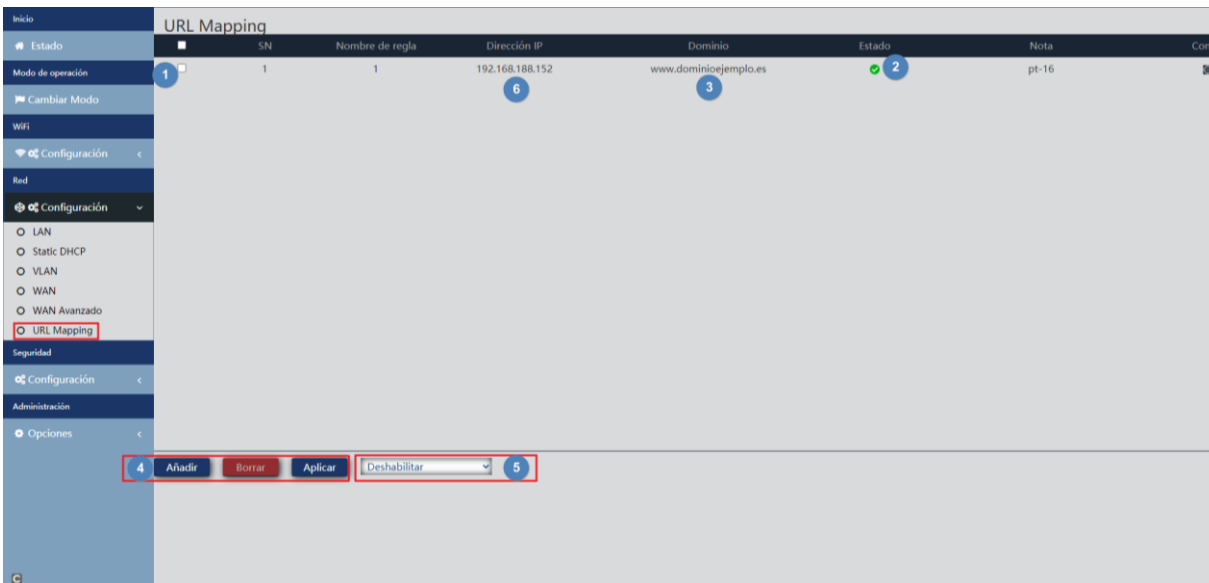 Inicio
Estado
Modo de operación
Cambiar Modo
WiFi
Configuración
Red
Configuración
LAN
Static DHCP
VLAN
WAN
WAN Avanzado
URL Mapping
Seguridad
Configuración
Administración
Opciones
URL Mapping
SN Nombre de regla Dirección IP Dominio Estado Nota Con
1 1 1 192.168.188.152 www.dominioejemplo.es 2 pt-16
6 3
4 Añadir Borrar Aplicar Deshabilitar 5